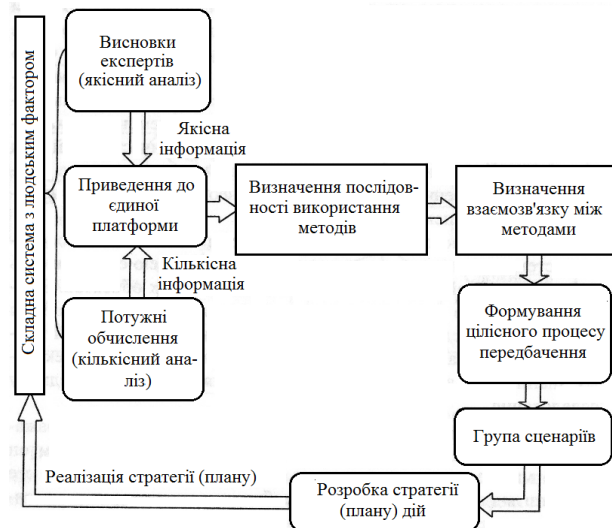 Складна система з людським фактором
Висновки
експертів
(якісний аналіз)
Якісна
інформація
Приведення до
єдиної
платформи
Кількісна
інформація
Потужні
обчислення
(кількісний ана-
ліз)
Визначення послідов-
ності використання
методів
Визначення
взаємозв'язку між
методами
Формування
цілісного процесу
передбачення
Група сценаріїв
Розробка стратегії
(плану) дій
Реалізація стратегії (плану)